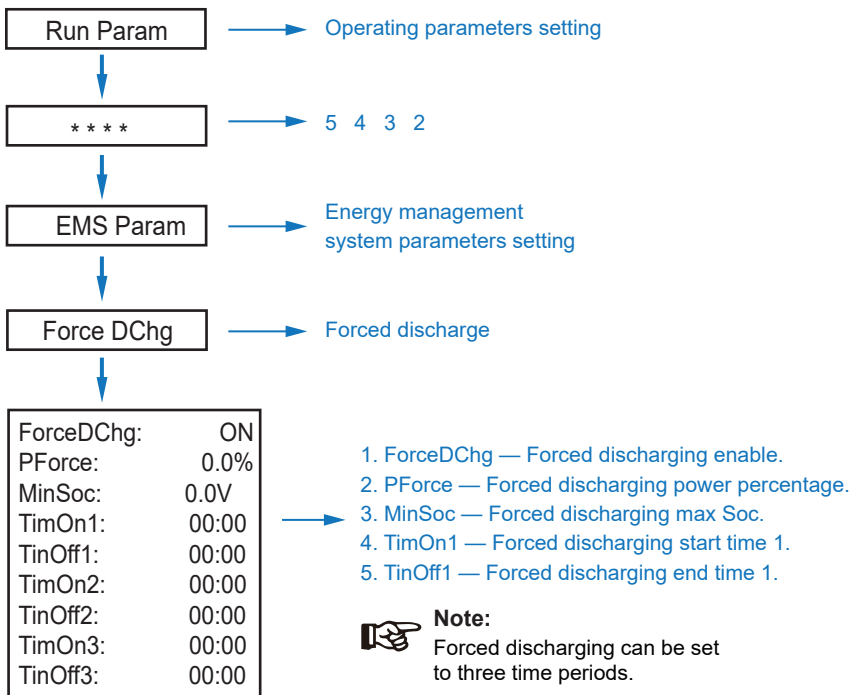 Run Param
Operating parameters setting
* * * *
5 4 3 2
EMS Param
Energy management
system parameters setting
Force DChg
Forced discharge
ForceDChg: ON
PForce: 0.0%
MinSoc: 0.0V
TimOn1: 00:00
TinOff1: 00:00
TimOn2: 00:00
TinOff2: 00:00
TimOn3: 00:00
TinOff3: 00:00
1. ForceDChg — Forced discharging enable.
2. PForce — Forced discharging power percentage.
3. MinSoc — Forced discharging max Soc.
4. TimOn1 — Forced discharging start time 1.
5. TinOff1 — Forced discharging end time 1.
Note:
Forced discharging can be set
to three time periods.